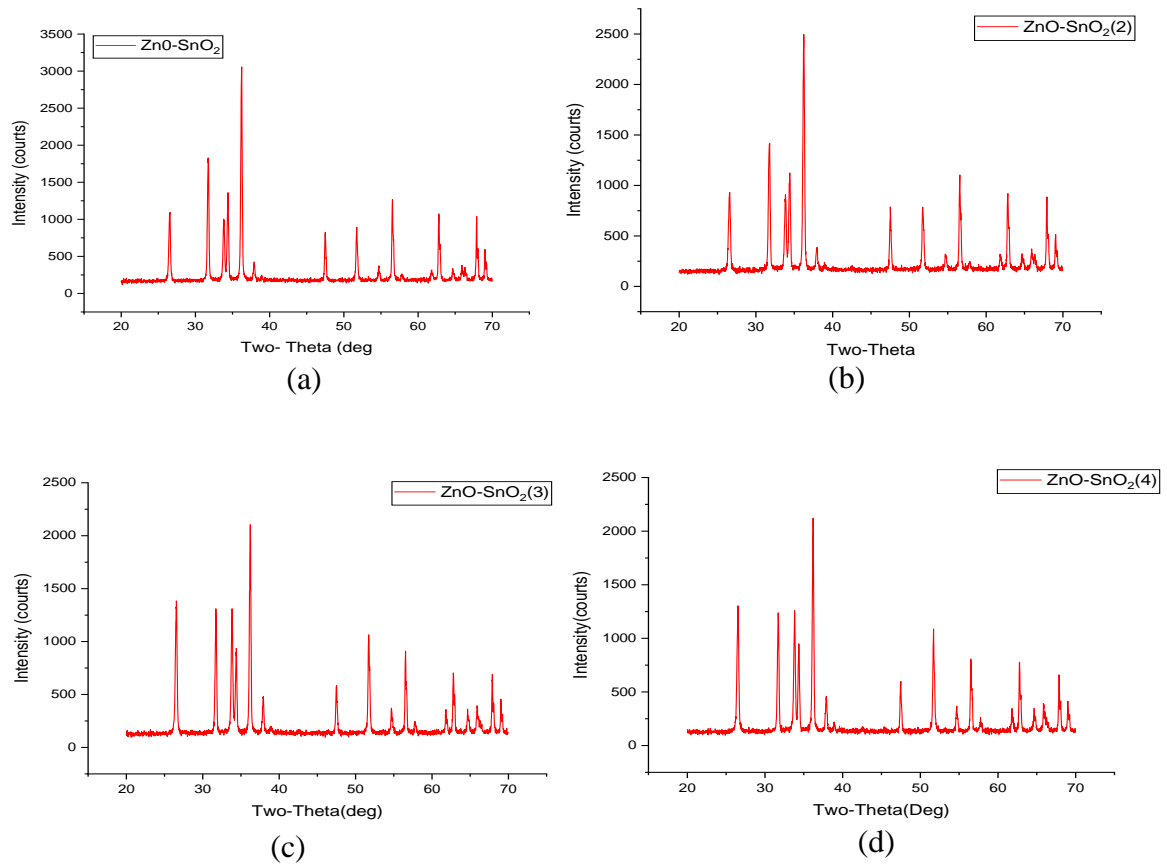 Zn0-SnO₂
3500
3000
2500
2000
1500
1000
500
0
Intensity (courts)
20 30 40 50 60 70
Two- Theta (deg
(a)
ZnO-SnO₂(2)
2500
2000
1500
1000
500
0
Intensity (courts)
20 30 40 50 60 70
Two-Theta
(b)
ZnO-SnO₂(3)
2500
2000
1500
1000
500
0
Intensity (courts)
20 30 40 50 60 70
Two-Theta(deg)
(c)
ZnO-SnO₂(4)
2500
2000
1500
1000
500
0
Intensity(courts)
20 30 40 50 60 70
Two-Theta(Deg)
(d)